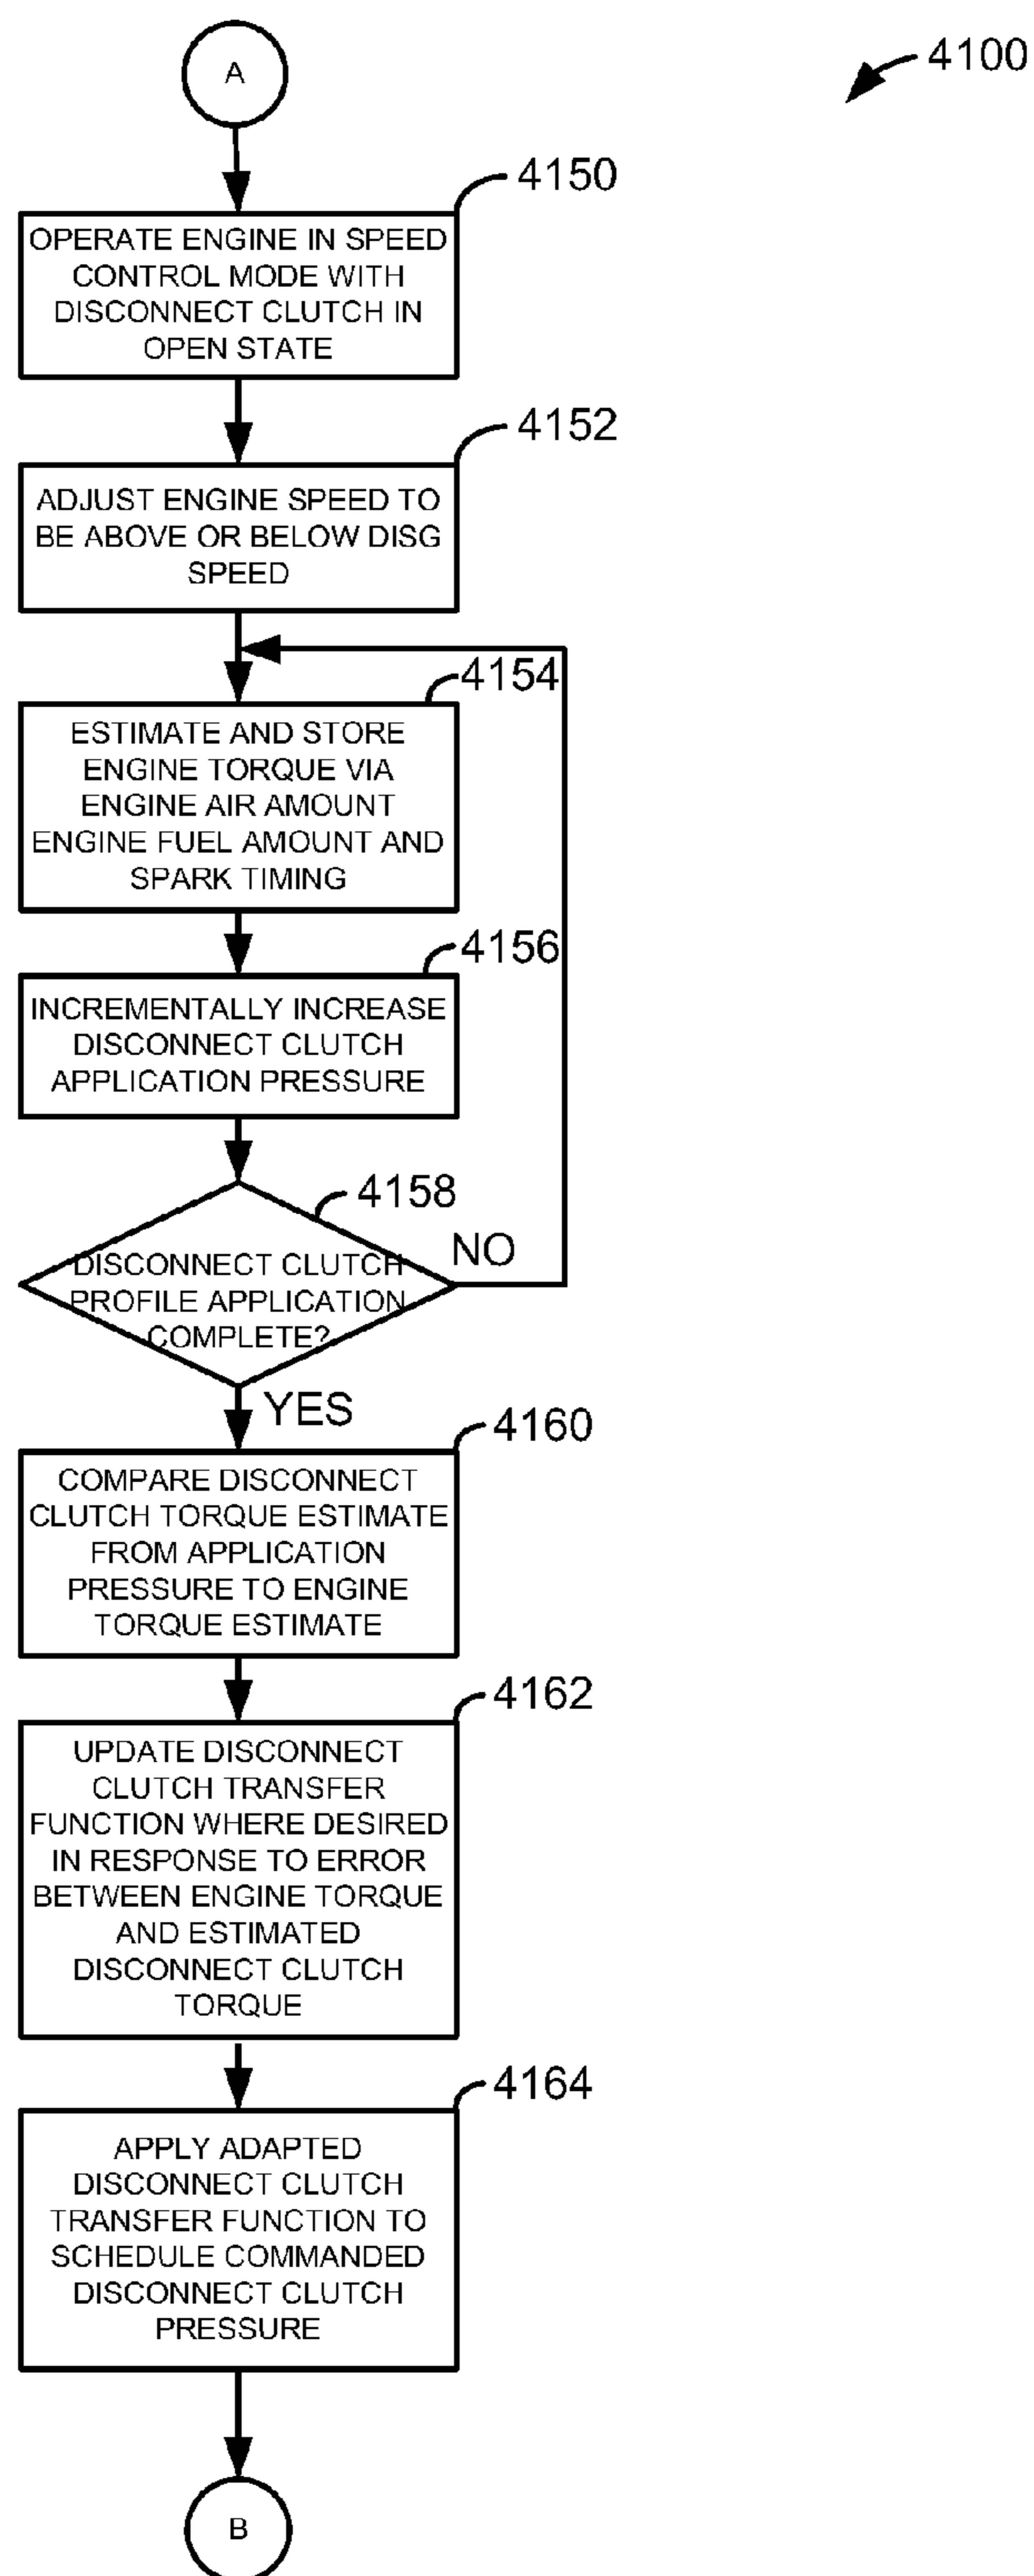 A
4100
4150
OPERATE ENGINE IN SPEED
CONTROL MODE WITH
DISCONNECT CLUTCH IN
OPEN STATE
4152
ADJUST ENGINE SPEED TO
BE ABOVE OR BELOW DISG
SPEED
4154
ESTIMATE AND STORE
ENGINE TORQUE VIA
ENGINE AIR AMOUNT
ENGINE FUEL AMOUNT AND
SPARK TIMING
4156
INCREMENTALLY INCREASE
DISCONNECT CLUTCH
APPLICATION PRESSURE
4158
NO
DISCONNECT CLUTCH
PROFILE APPLICATION
COMPLETE?
YES
4160
COMPARE DISCONNECT
CLUTCH TORQUE ESTIMATE
FROM APPLICATION
PRESSURE TO ENGINE
TORQUE ESTIMATE
4162
UPDATE DISCONNECT
CLUTCH TRANSFER
FUNCTION WHERE DESIRED
IN RESPONSE TO ERROR
BETWEEN ENGINE TORQUE
AND ESTIMATED
DISCONNECT CLUTCH
TORQUE
4164
APPLY ADAPTED
DISCONNECT CLUTCH
TRANSFER FUNCTION TO
SCHEDULE COMMANDED
DISCONNECT CLUTCH
PRESSURE
B